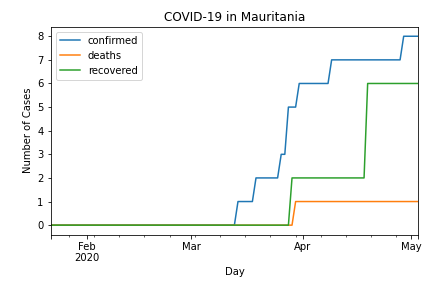 COVID-19 in Mauritania
confirmed
deaths
recovered
8
7
6
5
4
3
2
1
0
Number of Cases
Feb
2020
Mar
Apr
May
Day